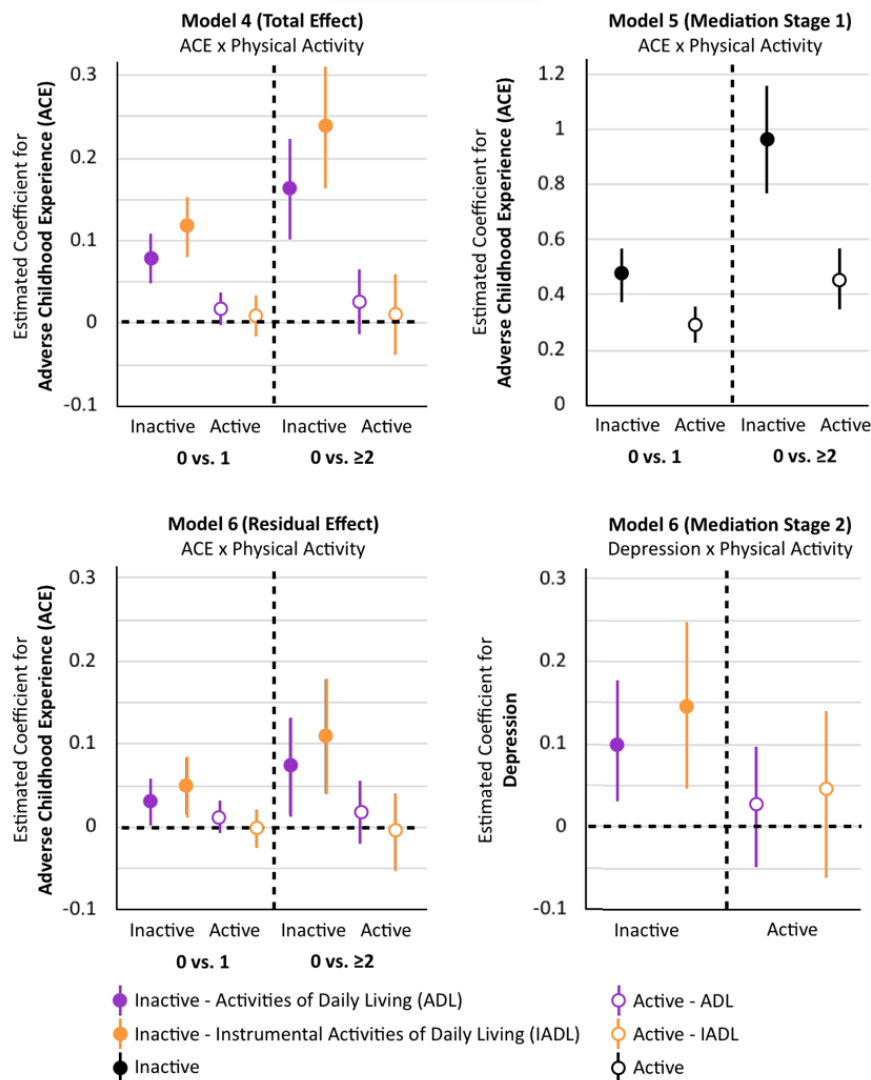 Model 4 (Total Effect)
ACE x Physical Activity
Estimated Coefficient for
Adverse Childhood Experience (ACE)
0.3
0.2
0.1
0
-0.1
Inactive Active Inactive Active
0 vs. 1 0 vs. ≥2
Model 5 (Mediation Stage 1)
ACE x Physical Activity
Estimated Coefficient for
Adverse Childhood Experience (ACE)
1.2
1
0.8
0.6
0.4
0.2
0
Inactive Active Inactive Active
0 vs. 1 0 vs. ≥2
Model 6 (Residual Effect)
ACE x Physical Activity
Estimated Coefficient for
Adverse Childhood Experience (ACE)
0.3
0.2
0.1
0
-0.1
Inactive Active Inactive Active
0 vs. 1 0 vs. ≥2
Model 6 (Mediation Stage 2)
Depression x Physical Activity
Estimated Coefficient for
Depression
0.3
0.2
0.1
0
-0.1
Inactive Active
Inactive - Activities of Daily Living (ADL)
Inactive - Instrumental Activities of Daily Living (IADL)
Inactive
Active - ADL
Active - IADL
Active